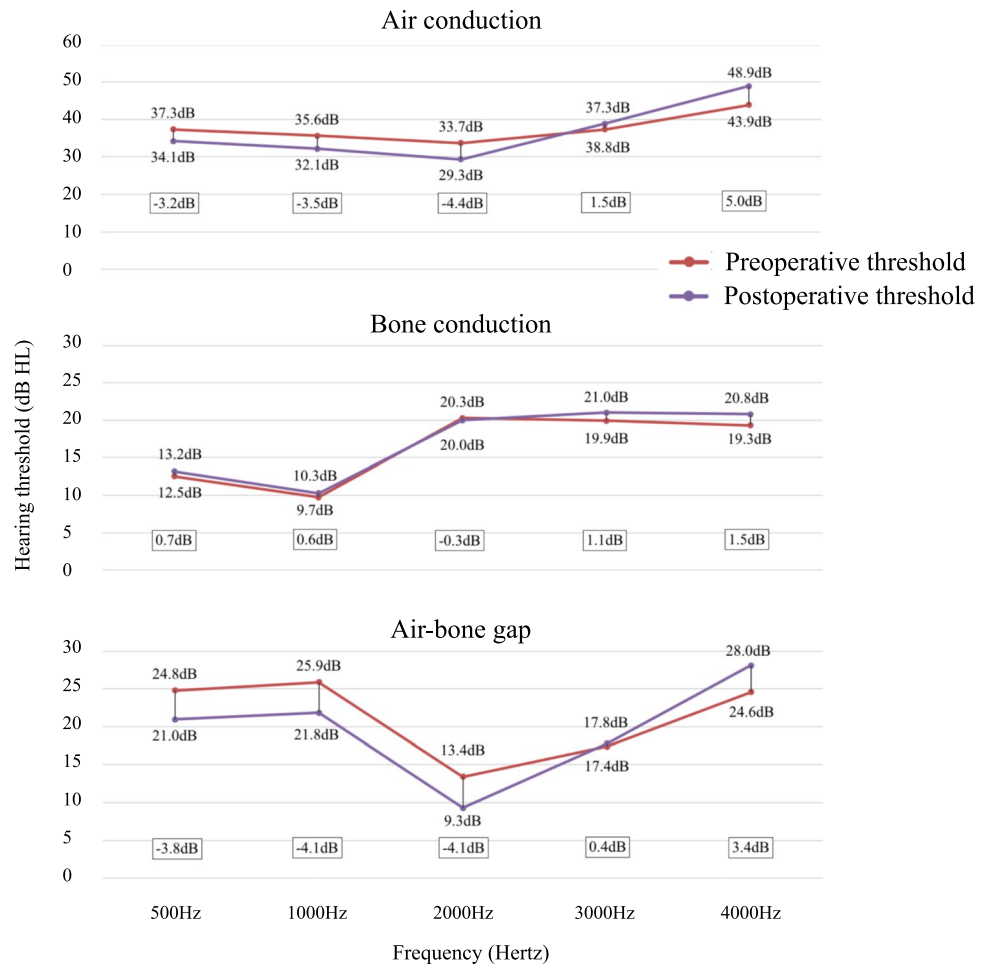 Air conduction
60
50
40
30
20
10
0
37.3dB
35.6dB
33.7dB
37.3dB
48.9dB
34.1dB
32.1dB
29.3dB
38.8dB
43.9dB
-3.2dB
-3.5dB
-4.4dB
1.5dB
5.0dB
Preoperative threshold
Postoperative threshold
Hearing threshold (dB HL)
Bone conduction
30
25
20
15
10
5
0
13.2dB
10.3dB
20.3dB
21.0dB
20.8dB
12.5dB
9.7dB
20.0dB
19.9dB
19.3dB
0.7dB
0.6dB
-0.3dB
1.1dB
1.5dB
Air-bone gap
30
25
20
15
10
5
0
24.8dB
25.9dB
13.4dB
17.8dB
28.0dB
21.0dB
21.8dB
9.3dB
17.4dB
24.6dB
-3.8dB
-4.1dB
-4.1dB
0.4dB
3.4dB
500Hz
1000Hz
2000Hz
3000Hz
4000Hz
Frequency (Hertz)